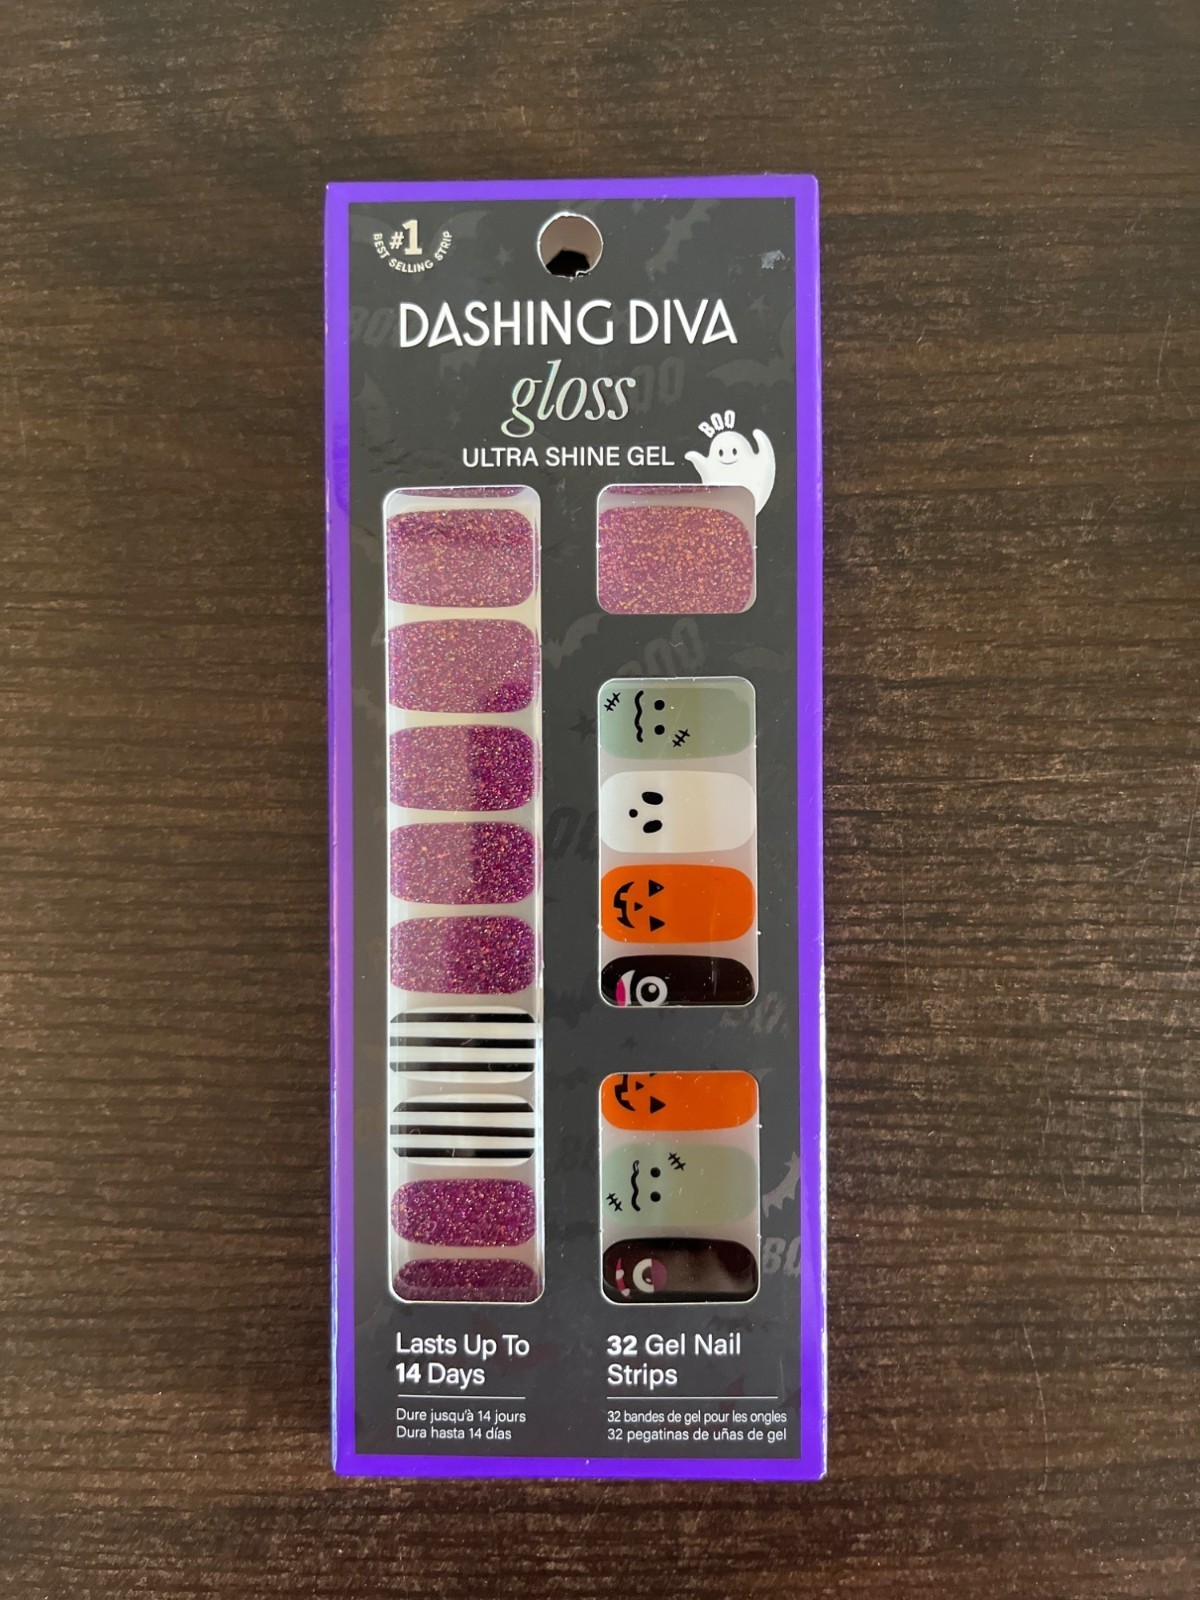 #1
BEST SELLING STRIP
DASHING DIVA
gloss
ULTRA SHINE GEL
BOO
Lasts Up To
14 Days
Dure jusqu'à 14 jours
Dura hasta 14 días
32 Gel Nail
Strips
32 bandes de gel pour les ongles
32 pegatinas de uñas de gel